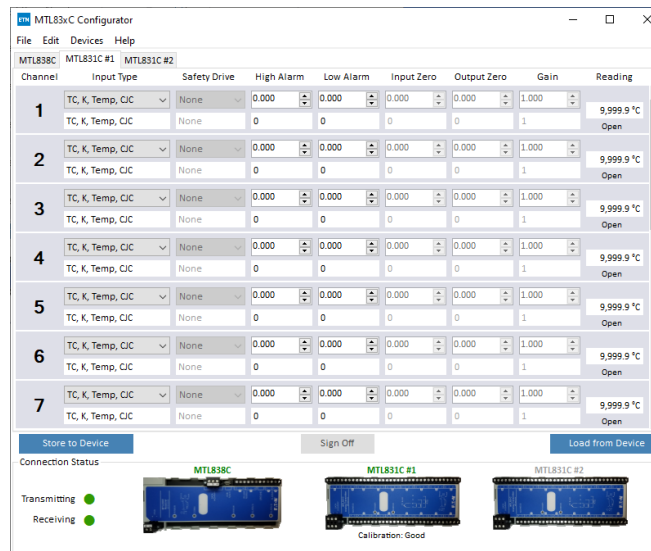 ETN MTL83xC Configurator
File Edit Devices Help
MTL838C MTL831C #1 MTL831C #2
Channel Input Type Safety Drive High Alarm Low Alarm Input Zero Output Zero Gain Reading
1 TC, K, Temp, CJC None 0.000 0.000 0.000 0.000 1.000 9,999.9 °C
TC, K, Temp, CJC None 0 0 0 0 1 Open
2 TC, K, Temp, CJC None 0.000 0.000 0.000 0.000 1.000 9,999.9 °C
TC, K, Temp, CJC None 0 0 0 0 1 Open
3 TC, K, Temp, CJC None 0.000 0.000 0.000 0.000 1.000 9,999.9 °C
TC, K, Temp, CJC None 0 0 0 0 1 Open
4 TC, K, Temp, CJC None 0.000 0.000 0.000 0.000 1.000 9,999.9 °C
TC, K, Temp, CJC None 0 0 0 0 1 Open
5 TC, K, Temp, CJC None 0.000 0.000 0.000 0.000 1.000 9,999.9 °C
TC, K, Temp, CJC None 0 0 0 0 1 Open
6 TC, K, Temp, CJC None 0.000 0.000 0.000 0.000 1.000 9,999.9 °C
TC, K, Temp, CJC None 0 0 0 0 1 Open
7 TC, K, Temp, CJC None 0.000 0.000 0.000 0.000 1.000 9,999.9 °C
TC, K, Temp, CJC None 0 0 0 0 1 Open
Store to Device Sign Off Load from Device
Connection Status
MTL838C MTL831C #1 MTL831C #2
Transmitting
Receiving
Calibration: Good